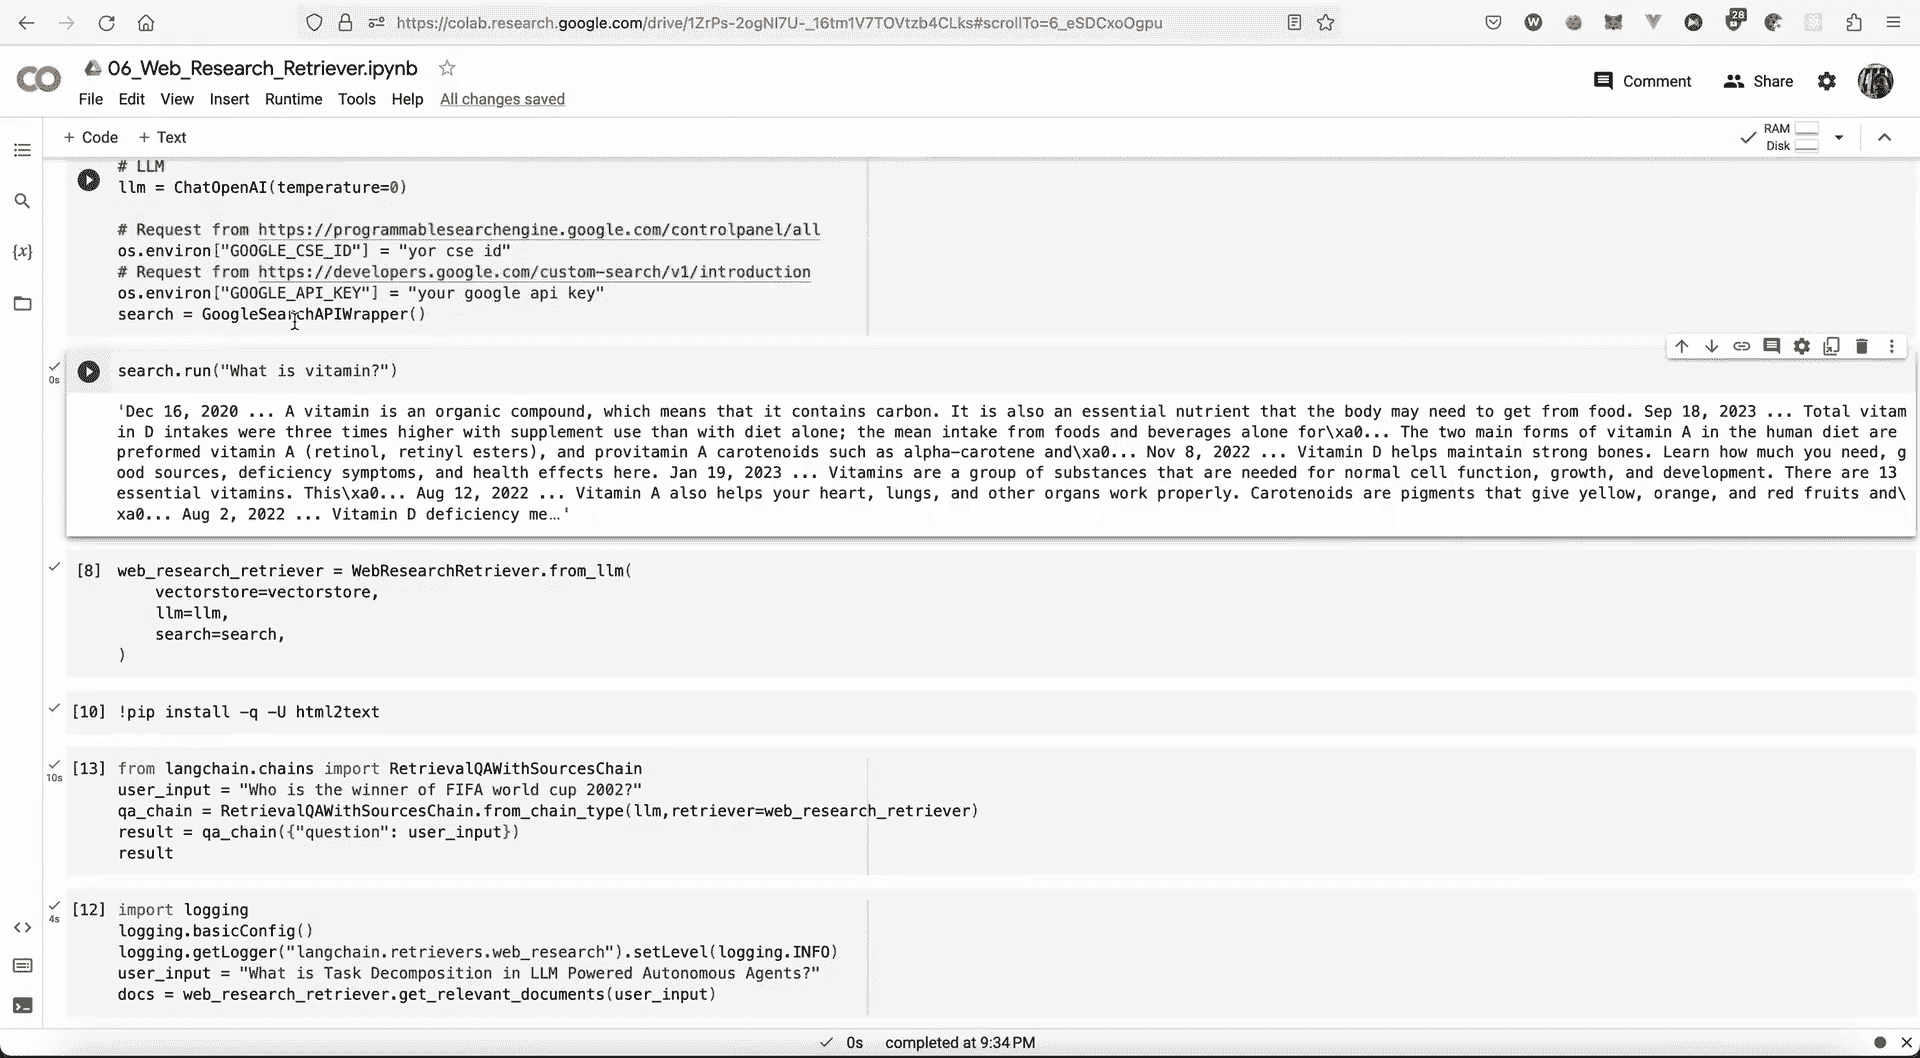 https://colab.research.google.com/drive/1ZrPs-2ogNI7U-_16tm1V7TOVtzb4CLks#scrollTo=6_eSDCxoOgpu
W
28
CO
06_Web_Research_Retriever.ipynb
File Edit View Insert Runtime Tools Help All changes saved
Comment Share
+ Code + Text
RAM
Disk
{x}
# LLM
llm = ChatOpenAI(temperature=0)
# Request from https://programmablesearchengine.google.com/controlpanel/all
os.environ["GOOGLE_CSE_ID"] = "yor cse id"
# Request from https://developers.google.com/custom-search/v1/introduction
os.environ["GOOGLE_API_KEY"] = "your google api key"
search = GoogleSearchAPIWrapper()
0s
search.run("What is vitamin?")
'Dec 16, 2020 ... A vitamin is an organic compound, which means that it contains carbon. It is also an essential nutrient that the body may need to get from food. Sep 18, 2023 ... Total vitam
in D intakes were three times higher with supplement use than with diet alone; the mean intake from foods and beverages alone for\xa0... The two main forms of vitamin A in the human diet are
preformed vitamin A (retinol, retinyl esters), and provitamin A carotenoids such as alpha-carotene and\xa0... Nov 8, 2022 ... Vitamin D helps maintain strong bones. Learn how much you need, g
ood sources, deficiency symptoms, and health effects here. Jan 19, 2023 ... Vitamins are a group of substances that are needed for normal cell function, growth, and development. There are 13
essential vitamins. This\xa0... Aug 12, 2022 ... Vitamin A also helps your heart, lungs, and other organs work properly. Carotenoids are pigments that give yellow, orange, and red fruits and\
xa0... Aug 2, 2022 ... Vitamin D deficiency me…'
[8] web_research_retriever = WebResearchRetriever.from_llm(
vectorstore=vectorstore,
llm=llm,
search=search,
)
[10] !pip install -q -U html2text
[13] from langchain.chains import RetrievalQAWithSourcesChain
10s
user_input = "Who is the winner of FIFA world cup 2002?"
qa_chain = RetrievalQAWithSourcesChain.from_chain_type(llm,retriever=web_research_retriever)
result = qa_chain({"question": user_input})
result
[12] import logging
4s
logging.basicConfig()
logging.getLogger("langchain.retrievers.web_research").setLevel(logging.INFO)
user_input = "What is Task Decomposition in LLM Powered Autonomous Agents?"
docs = web_research_retriever.get_relevant_documents(user_input)
0s completed at 9:34 PM